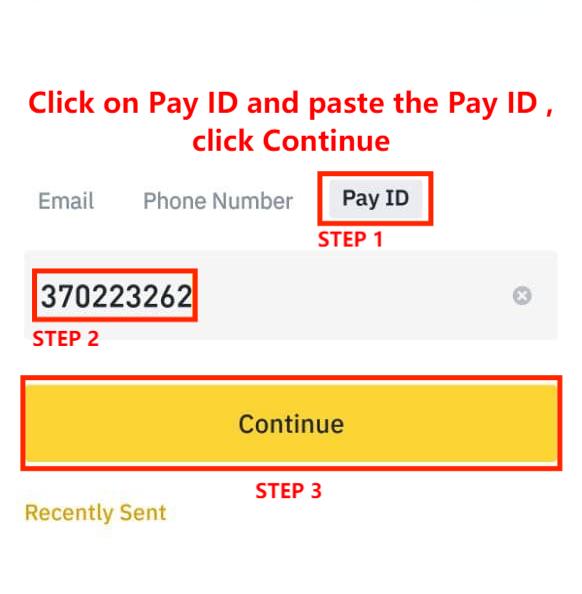 Click on Pay ID and paste the Pay ID ,
click Continue
Email Phone Number Pay ID
STEP 1
370223262
STEP 2
Continue
STEP 3
Recently Sent